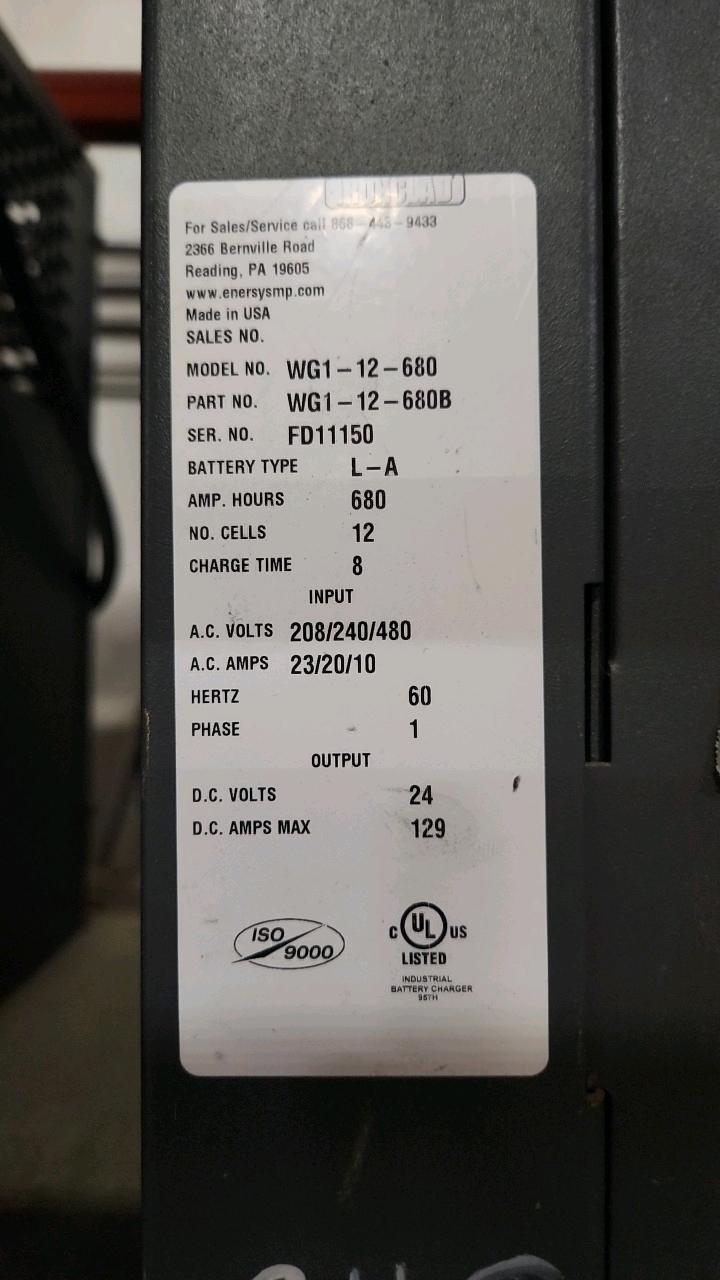 IRONCLAD
For Sales/Service call 868-443-9433
2366 Bernville Road
Reading, PA 19605
www.enersysmp.com
Made in USA
SALES NO.
MODEL NO. WG1-12-680
PART NO. WG1-12-680B
SER. NO. FD11150
BATTERY TYPE L-A
AMP. HOURS 680
NO. CELLS 12
CHARGE TIME 8
INPUT
A.C. VOLTS 208/240/480
A.C. AMPS 23/20/10
HERTZ 60
PHASE 1
OUTPUT
D.C. VOLTS 24
D.C. AMPS MAX 129
ISO 9000
C UL US
LISTED
INDUSTRIAL
BATTERY CHARGER
957H